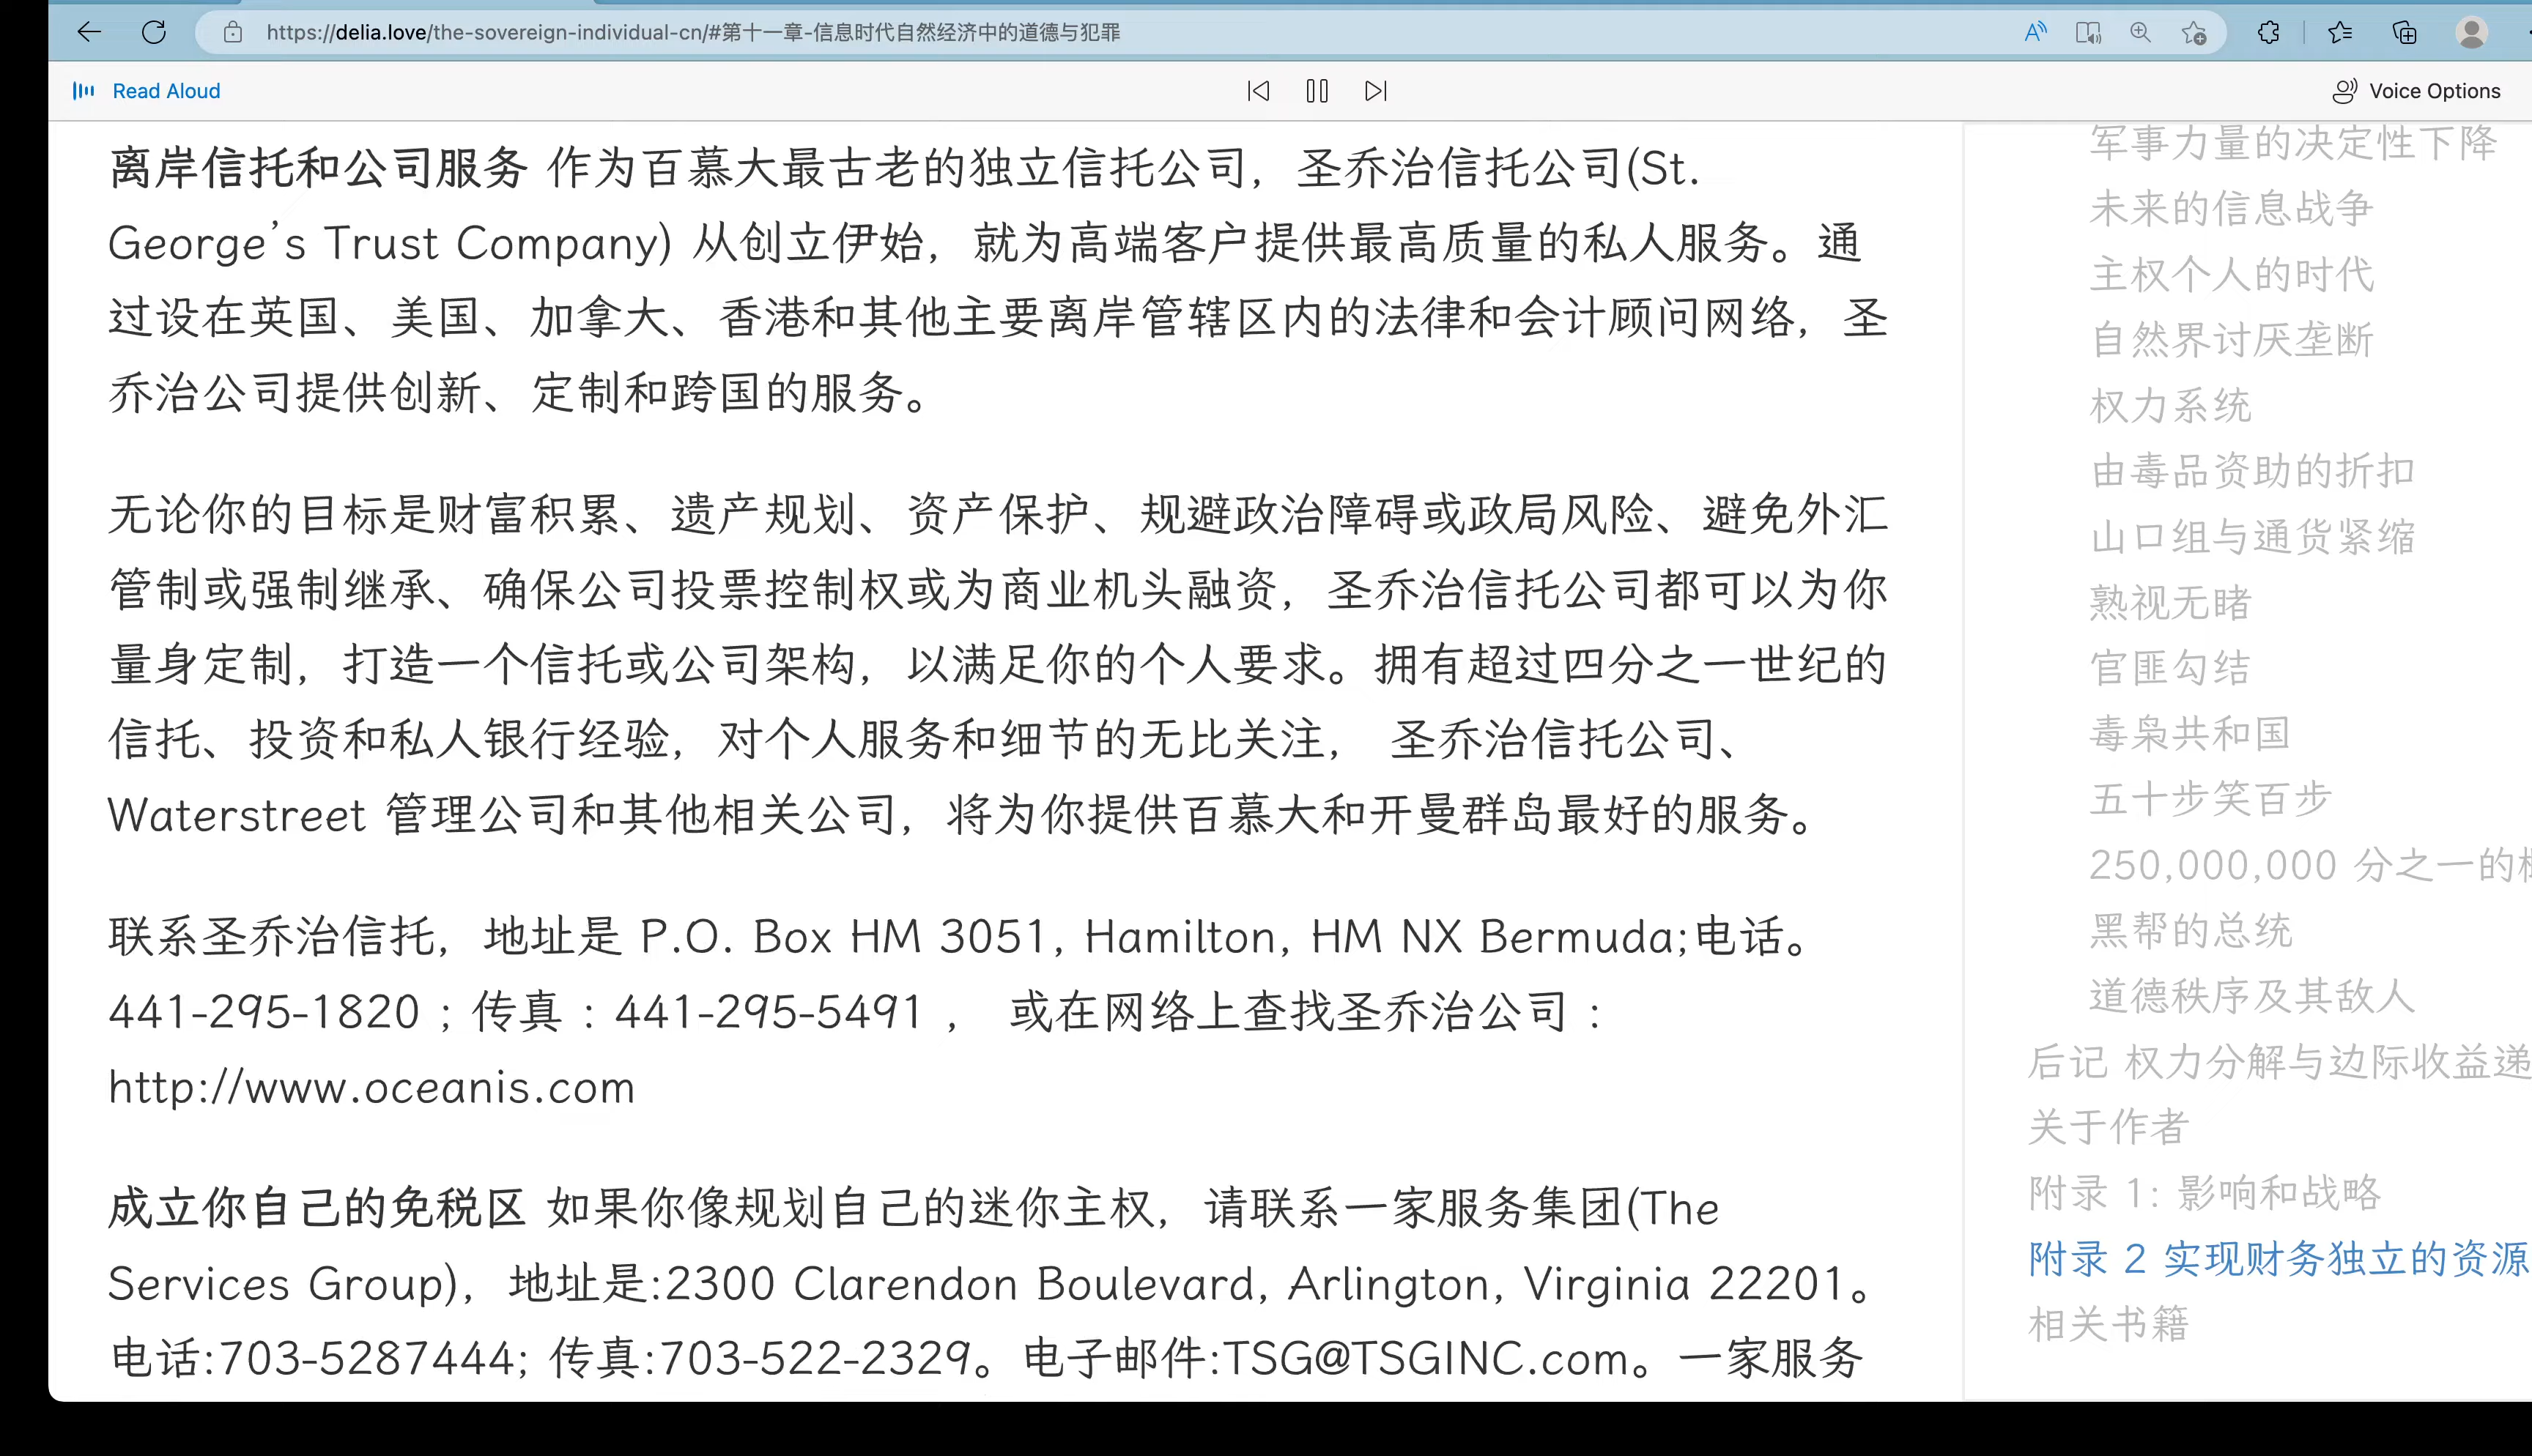 https://delia.love/the-sovereign-individual-cn/#第十一章-信息时代自然经济中的道德与犯罪
Read Aloud
Voice Options
离岸信托和公司服务 作为百慕大最古老的独立信托公司，圣乔治信托公司(St.
George’s Trust Company) 从创立伊始，就为高端客户提供最高质量的私人服务。通
过设在英国、美国、加拿大、香港和其他主要离岸管辖区内的法律和会计顾问网络，圣
乔治公司提供创新、定制和跨国的服务。
无论你的目标是财富积累、遗产规划、资产保护、规避政治障碍或政局风险、避免外汇
管制或强制继承、确保公司投票控制权或为商业机头融资，圣乔治信托公司都可以为你
量身定制，打造一个信托或公司架构，以满足你的个人要求。拥有超过四分之一世纪的
信托、投资和私人银行经验，对个人服务和细节的无比关注， 圣乔治信托公司、
Waterstreet 管理公司和其他相关公司，将为你提供百慕大和开曼群岛最好的服务。
联系圣乔治信托，地址是 P.O. Box HM 3051, Hamilton, HM NX Bermuda;电话。
441-295-1820；传真：441-295-5491， 或在网络上查找圣乔治公司：
http://www.oceanis.com
成立你自己的免税区 如果你像规划自己的迷你主权，请联系一家服务集团(The
Services Group)，地址是:2300 Clarendon Boulevard, Arlington, Virginia 22201。
电话:703-5287444; 传真:703-522-2329。电子邮件:TSG@TSGINC.com。一家服务
军事力量的决定性下降
未来的信息战争
主权个人的时代
自然界讨厌垄断
权力系统
由毒品资助的折扣
山口组与通货紧缩
熟视无睹
官匪勾结
毒枭共和国
五十步笑百步
250,000,000 分之一的
黑帮的总统
道德秩序及其敌人
后记 权力分解与边际收益递
关于作者
附录 1: 影响和战略
附录 2 实现财务独立的资源
相关书籍